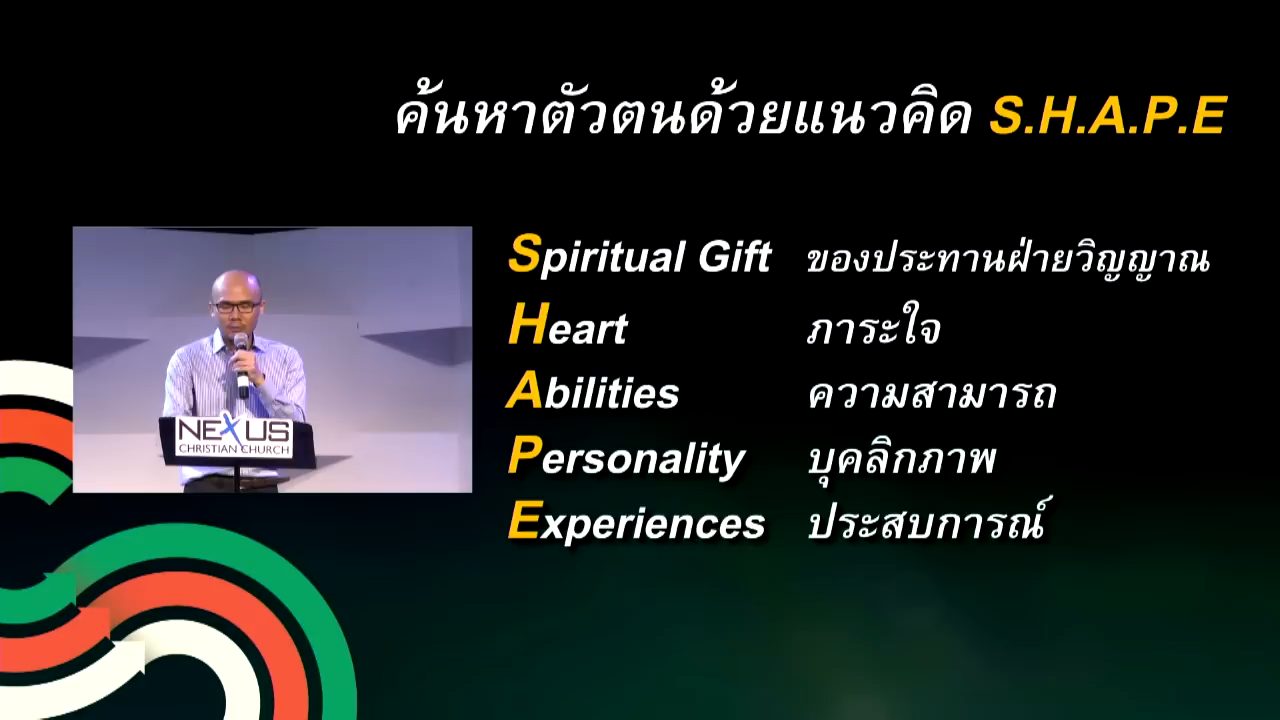 ค้นหาตัวตนด้วยแนวคิด S.H.A.P.E
Spiritual Gift ของประทานฝ่ายวิญญาณ
Heart ภาระใจ
Abilities ความสามารถ
Personality บุคลิกภาพ
Experiences ประสบการณ์
NEXUS
CHRISTIAN CHURCH